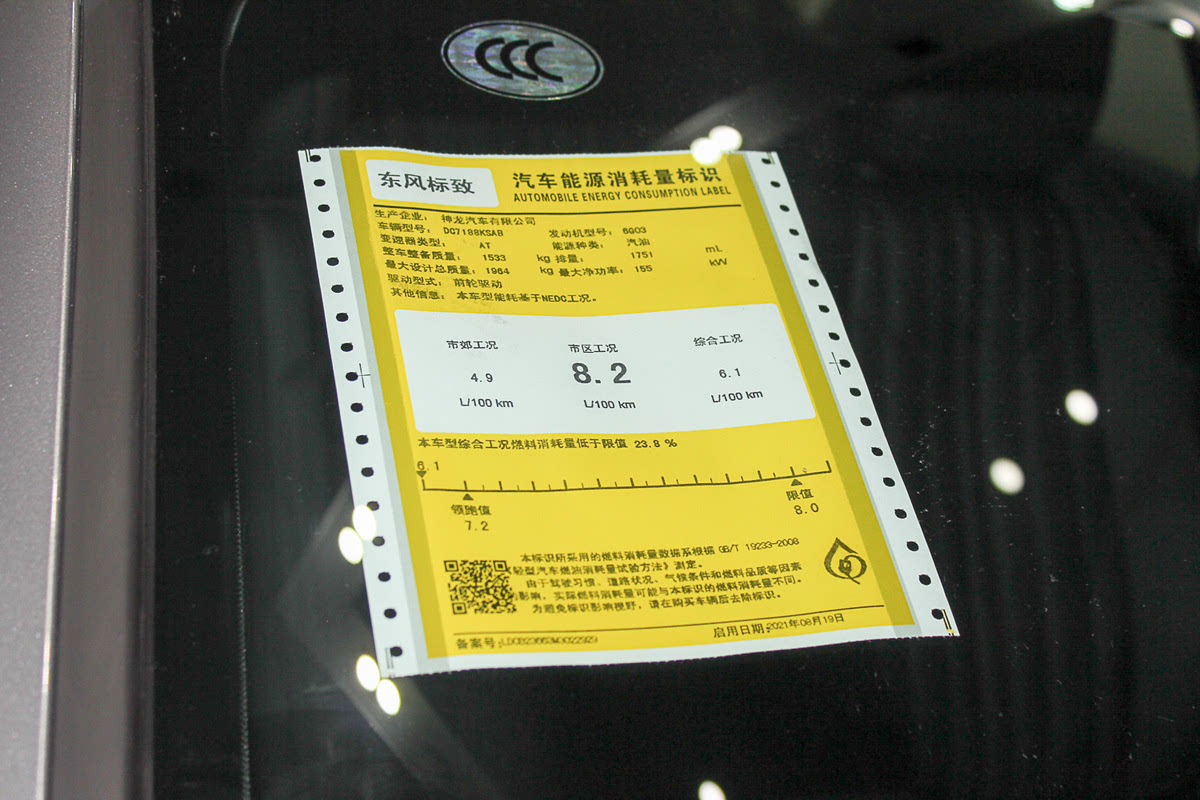 CCC
东风标致
汽车能源消耗量标识
AUTOMOBILE ENERGY CONSUMPTION LABEL
生产企业: 神龙汽车有限公司
车辆型号: DC7188KSAB 发动机型号: 6G03
变速器类型: AT 能源种类: 汽油
整车整备质量: 1533 kg 排量: 1751 mL
最大设计总质量: 1964 kg 最大净功率: 155 kW
驱动型式: 前轮驱动
其他信息: 本车型能耗基于NEDC工况。
市郊工况 市区工况 综合工况
4.9 8.2 6.1
L/100 km L/100 km L/100 km
本车型综合工况燃料消耗量低于限值 23.8 %
6.1
领跑值 限值
7.2 8.0
本标识所采用的燃料消耗量数据系根据 GB/T 19233-2008
《轻型汽车燃油消耗量试验方法》测定。
由于驾驶习惯、道路状况、气候条件和燃料品质等因素
影响, 实际燃料消耗量可能与本标识的燃料消耗量不同。
为避免标识影响视野, 请在购买车辆后去除标识。
备案号: 启用日期:2021年08月19日